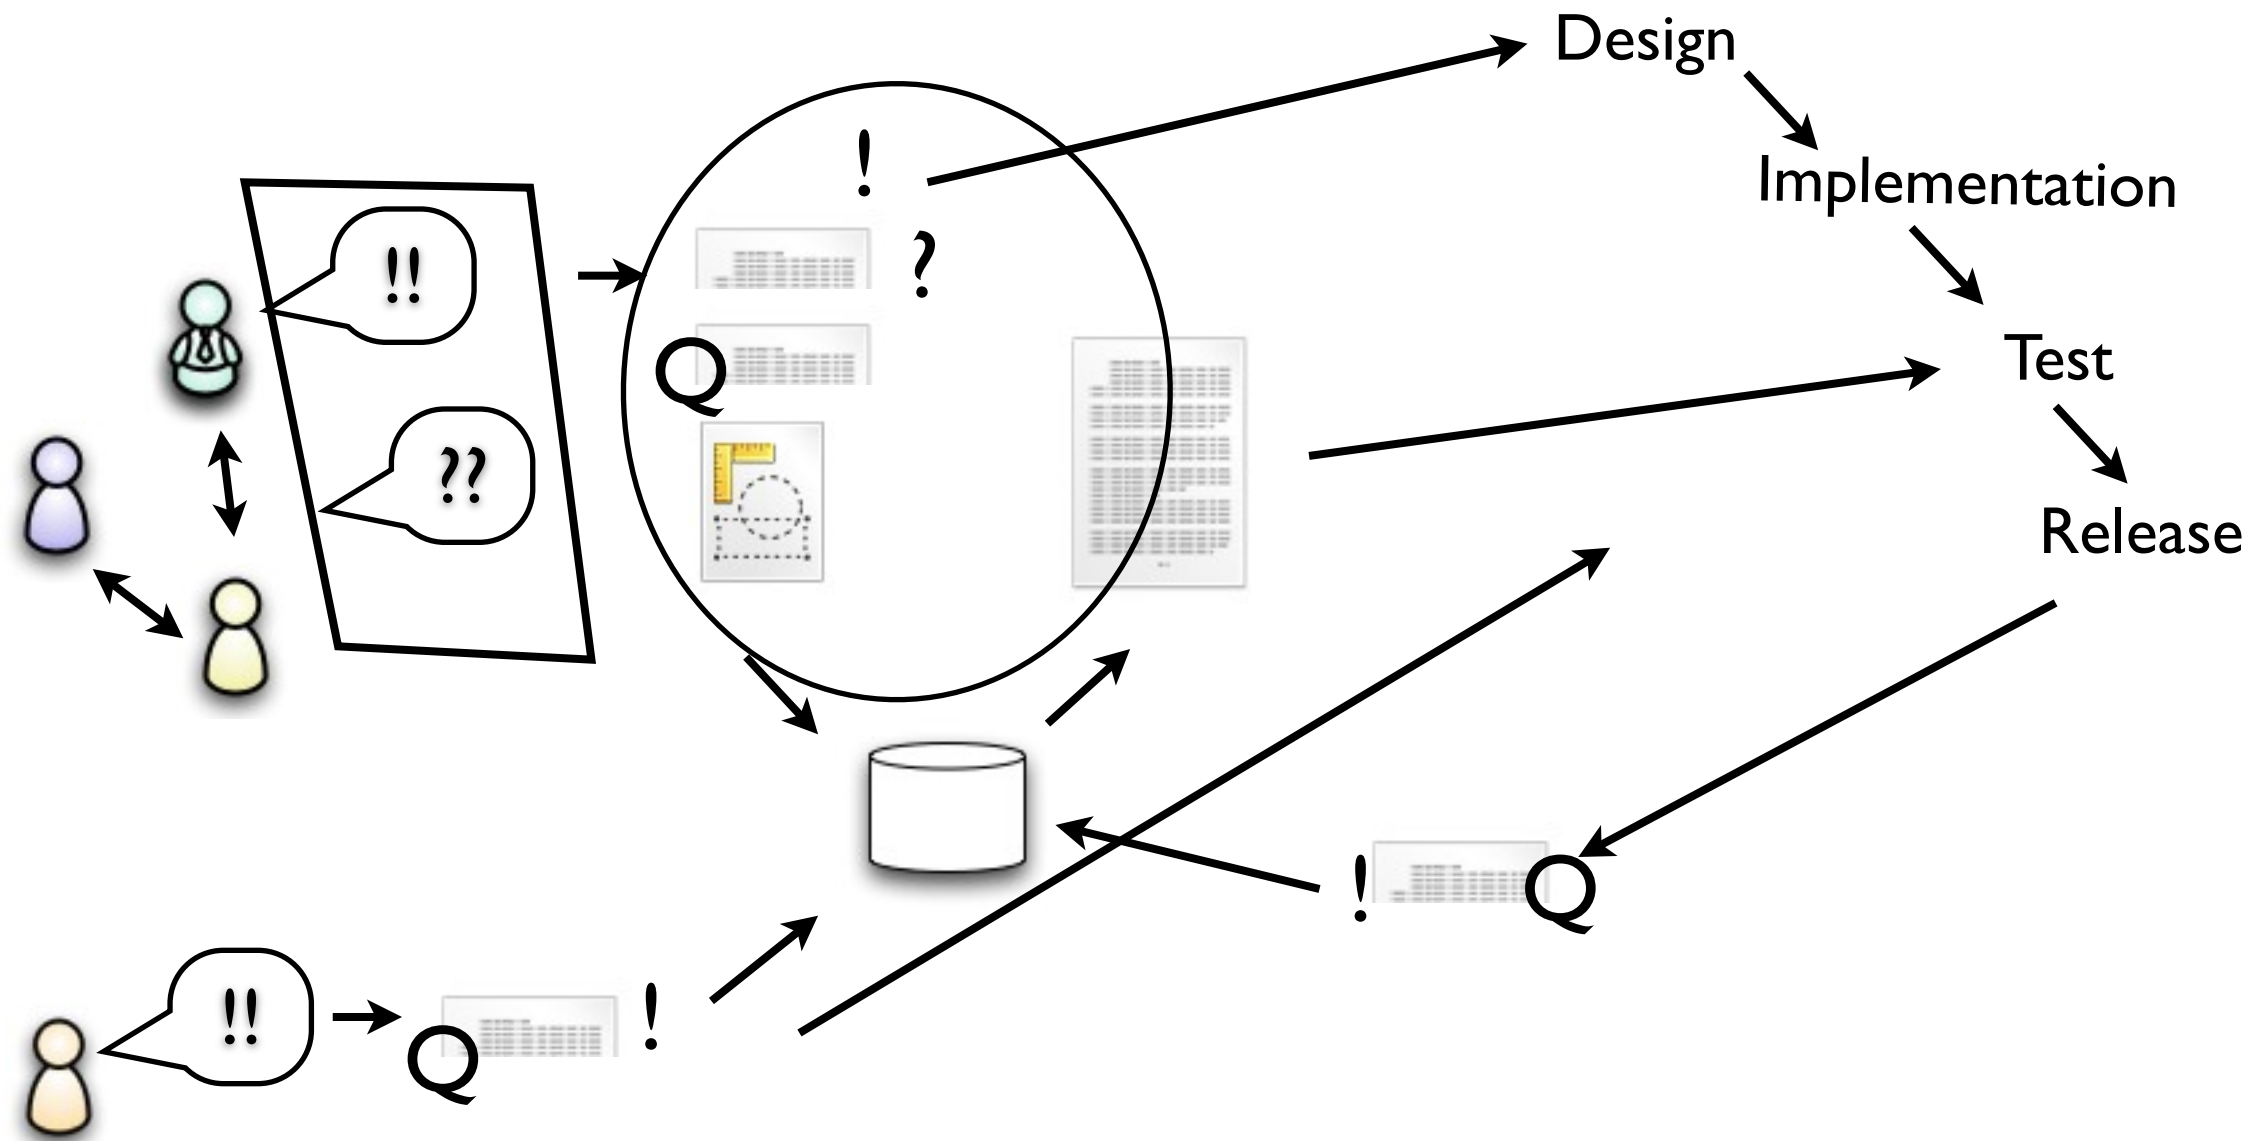 Design
!
Implementation
!!
?
Q
Test
??
Release
!
Q
!!
!
Q